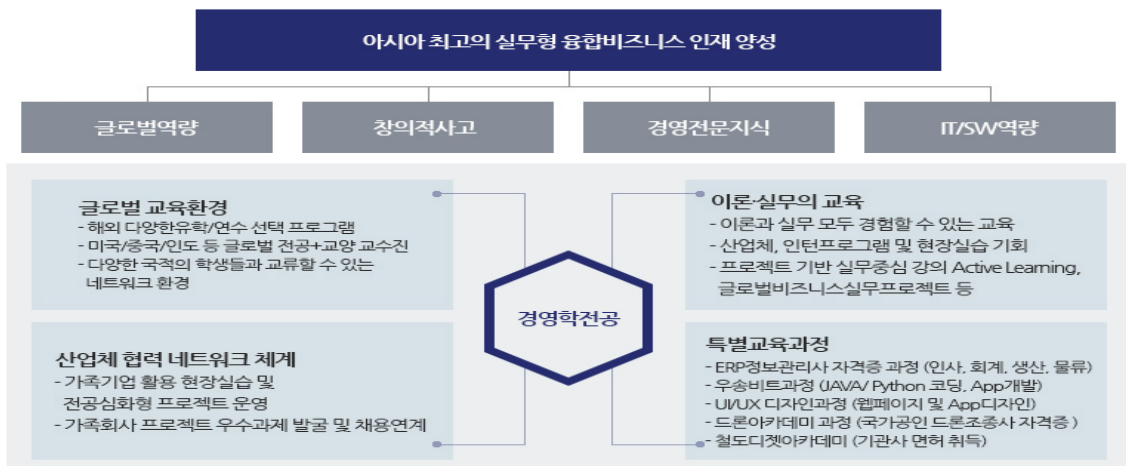 아시아 최고의 실무형 융합비즈니스 인재 양성
글로벌역량
창의적사고
경영전문지식
IT/SW역량
글로벌 교육환경
- 해외 다양한유학/연수 선택 프로그램
- 미국/중국/인도 등 글로벌 전공+교양 교수진
- 다양한 국적의 학생들과 교류할 수 있는
네트워크 환경
이론·실무의 교육
- 이론과 실무 모두 경험할 수 있는 교육
- 산업체, 인턴프로그램 및 현장실습 기회
- 프로젝트 기반 실무중심 강의 Active Learning,
글로벌비즈니스실무프로젝트 등
경영학전공
산업체 협력 네트워크 체계
- 가족기업 활용 현장실습 및
전공심화형 프로젝트 운영
- 가족회사 프로젝트 우수과제 발굴 및 채용연계
특별교육과정
- ERP정보관리사 자격증 과정 (인사, 회계, 생산, 물류)
- 우송비트과정 (JAVA/ Python 코딩, App개발)
- UI/UX 디자인과정 (웹페이지 및 App디자인)
- 드론아카데미 과정 (국가공인 드론조종사 자격증 )
- 철도디젯아카데미 (기관사 면허 취득)